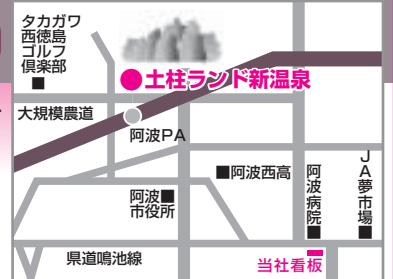 タカガワ
西徳島
ゴルフ
倶楽部
土柱ランド新温泉
大規模農道
阿波PA
阿波西高
阿波
市役所
阿波病院
JA夢市場
県道鳴池線
当社看板